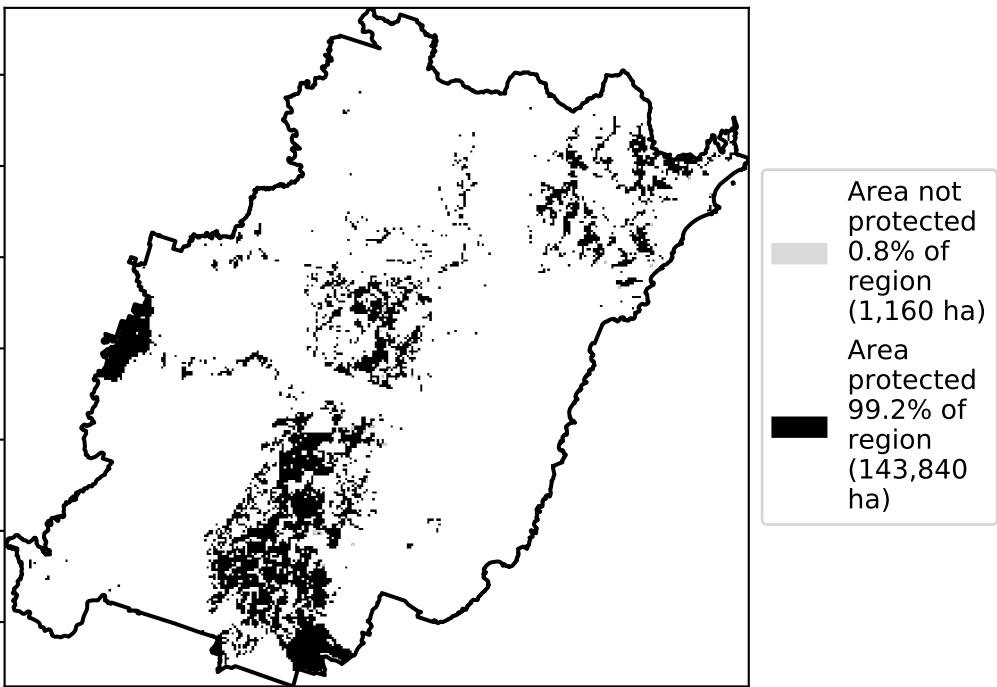 Area not
protected
0.8% of
region
(1,160 ha)
Area
protected
99.2% of
region
(143,840
ha)